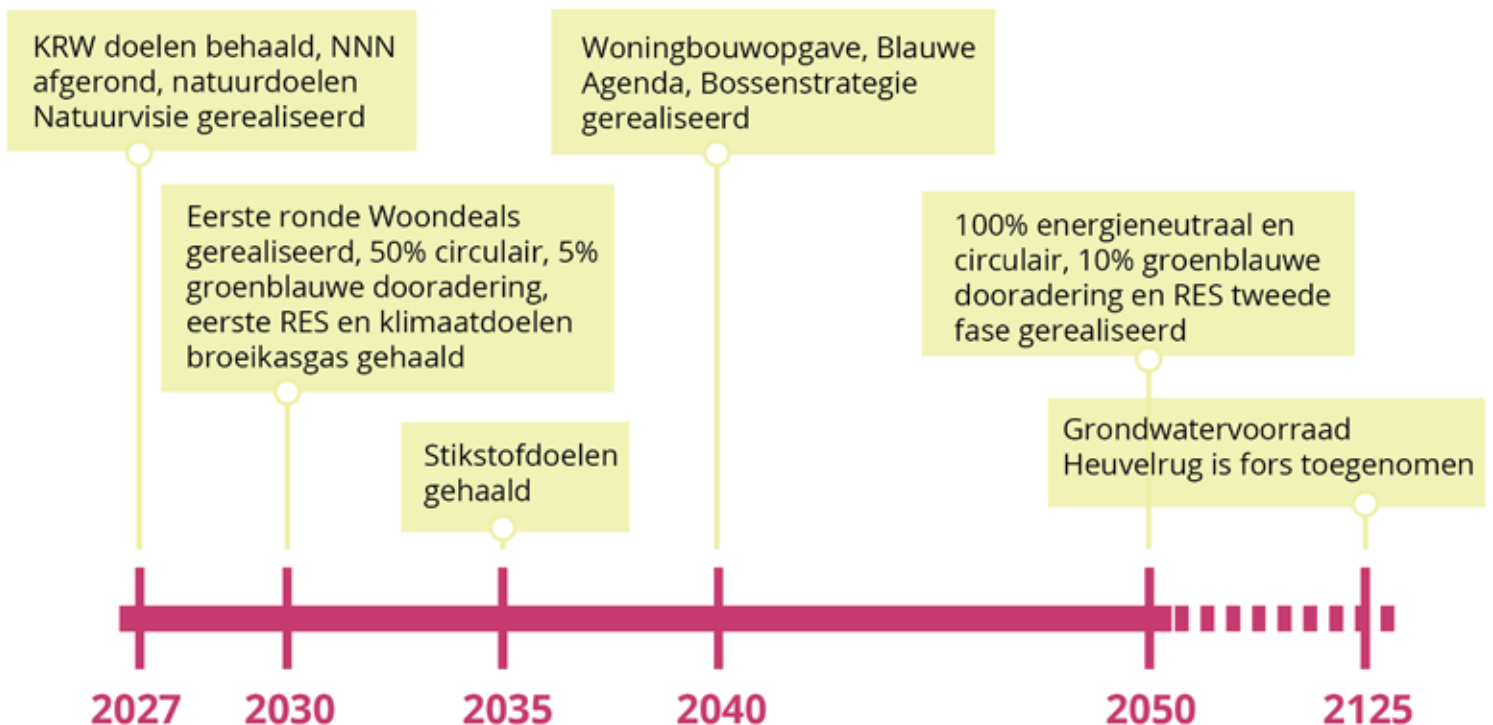 KRW doelen behaald, NNN
afgerond, natuurdoelen
Natuurvisie gerealiseerd
Eerste ronde Woondeals
gerealiseerd, 50% circulair, 5%
groenblauwe dooradering,
eerste RES en klimaatdoelen
broeikasgas gehaald
Stikstofdoelen
gehaald
Woningbouwopgave, Blauwe
Agenda, Bossenstrategie
gerealiseerd
100% energieneutraal en
circulair, 10% groenblauwe
dooradering en RES tweede
fase gerealiseerd
Grondwatervoorraad
Heuvelrug is fors toegenomen
2027 2030 2035 2040 2050 2125